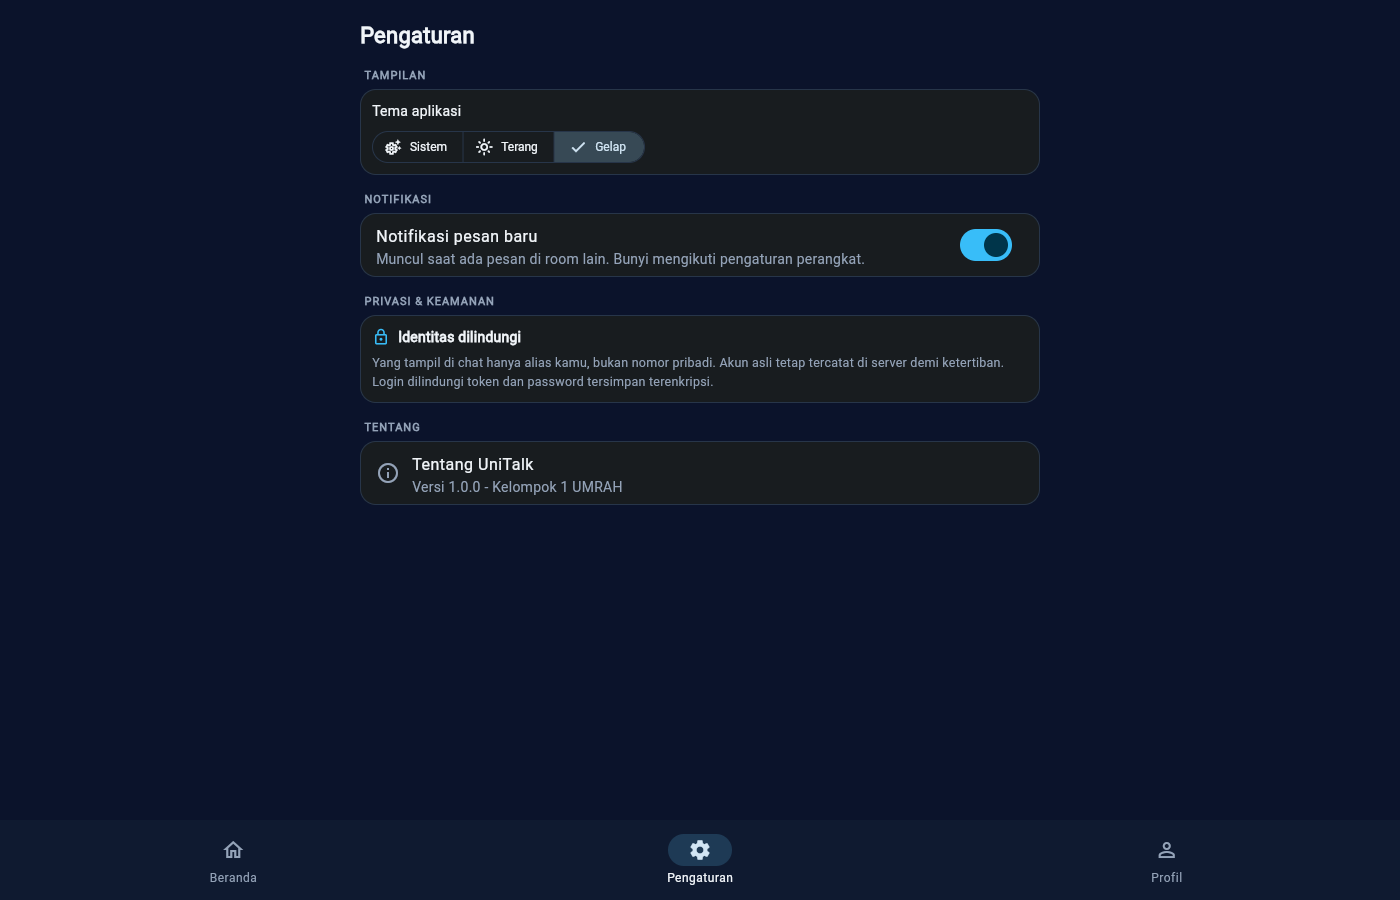 Pengaturan
TAMPILAN
Tema aplikasi
Sistem
Terang
Gelap
NOTIFIKASI
Notifikasi pesan baru
Muncul saat ada pesan di room lain. Bunyi mengikuti pengaturan perangkat.
PRIVASI & KEAMANAN
Identitas dilindungi
Yang tampil di chat hanya alias kamu, bukan nomor pribadi. Akun asli tetap tercatat di server demi ketertiban.
Login dilindungi token dan password tersimpan terenkripsi.
TENTANG
Tentang UniTalk
Versi 1.0.0 - Kelompok 1 UMRAH
Beranda
Pengaturan
Profil